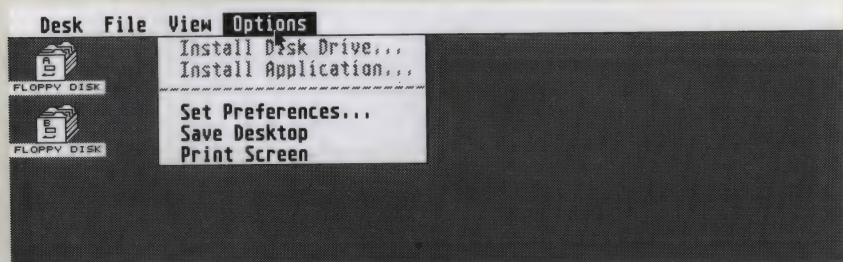 Desk File View Options
Install Disk Drive...
Install Application...
Set Preferences...
Save Desktop
Print Screen
A
FLOPPY DISK
B
FLOPPY DISK